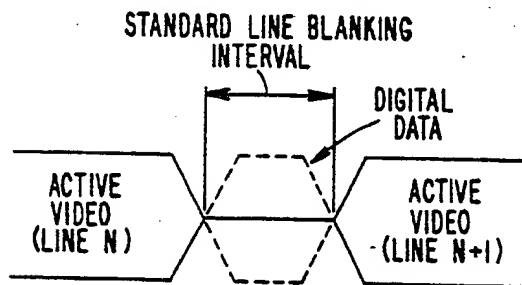 STANDARD LINE BLANKING
INTERVAL
DIGITAL
DATA
ACTIVE
VIDEO
(LINE N)
ACTIVE
VIDEO
(LINE N+1)